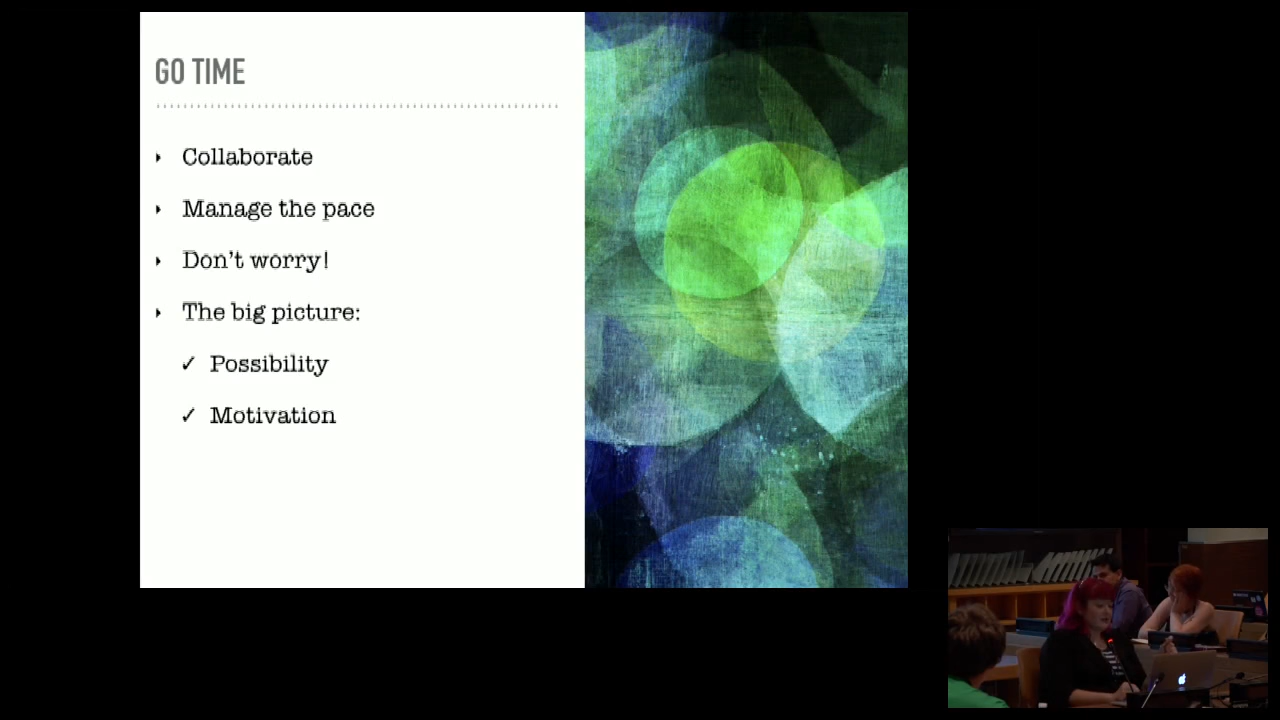 GO TIME
Collaborate
Manage the pace
Don't worry!
The big picture:
✓ Possibility
✓ Motivation